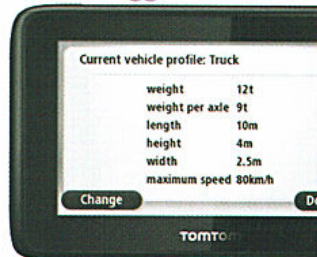 Current vehicle profile: Truck
weight 12t
weight per axle 9t
length 10m
height 4m
width 2.5m
maximum speed 80km/h
Change
TOMTO